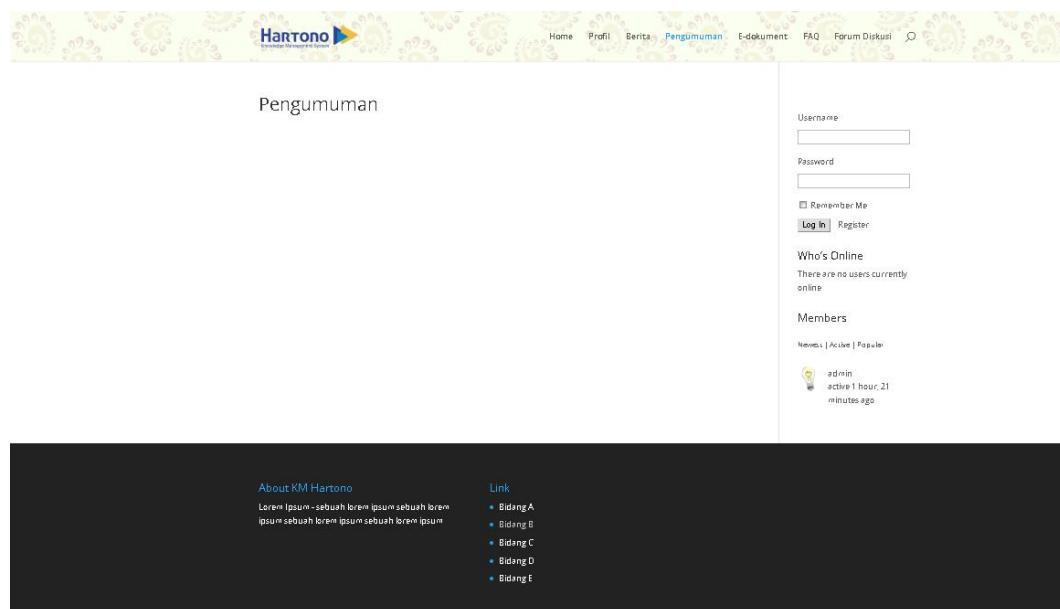 HARTONO
Knowledge Management System
Home Profil Berita Pengumuman E-dokument FAQ Forum Diskusi
Pengumuman
Username
Password
Remember Me
Log In Register
Who's Online
There are no users currently
online
Members
Newest | Active | Popular
admin
active 1 hour, 21
minutes ago
About KM Hartono
Lorem Ipsum - sebuah lorem ipsum sebuah lorem
ipsum sebuah lorem ipsum sebuah lorem ipsum
Link
Bidang A
Bidang B
Bidang C
Bidang D
Bidang E